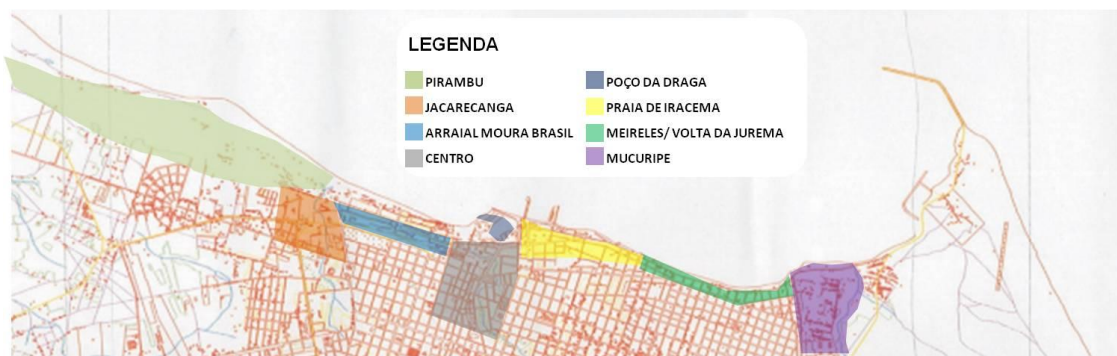 LEGENDA
PIRAMBU
JACARECANGA
ARRAIAL MOURA BRASIL
CENTRO
POÇO DA DRAGA
PRAIA DE IRACEMA
MEIRELES/ VOLTA DA JUREMA
MUCURIPE